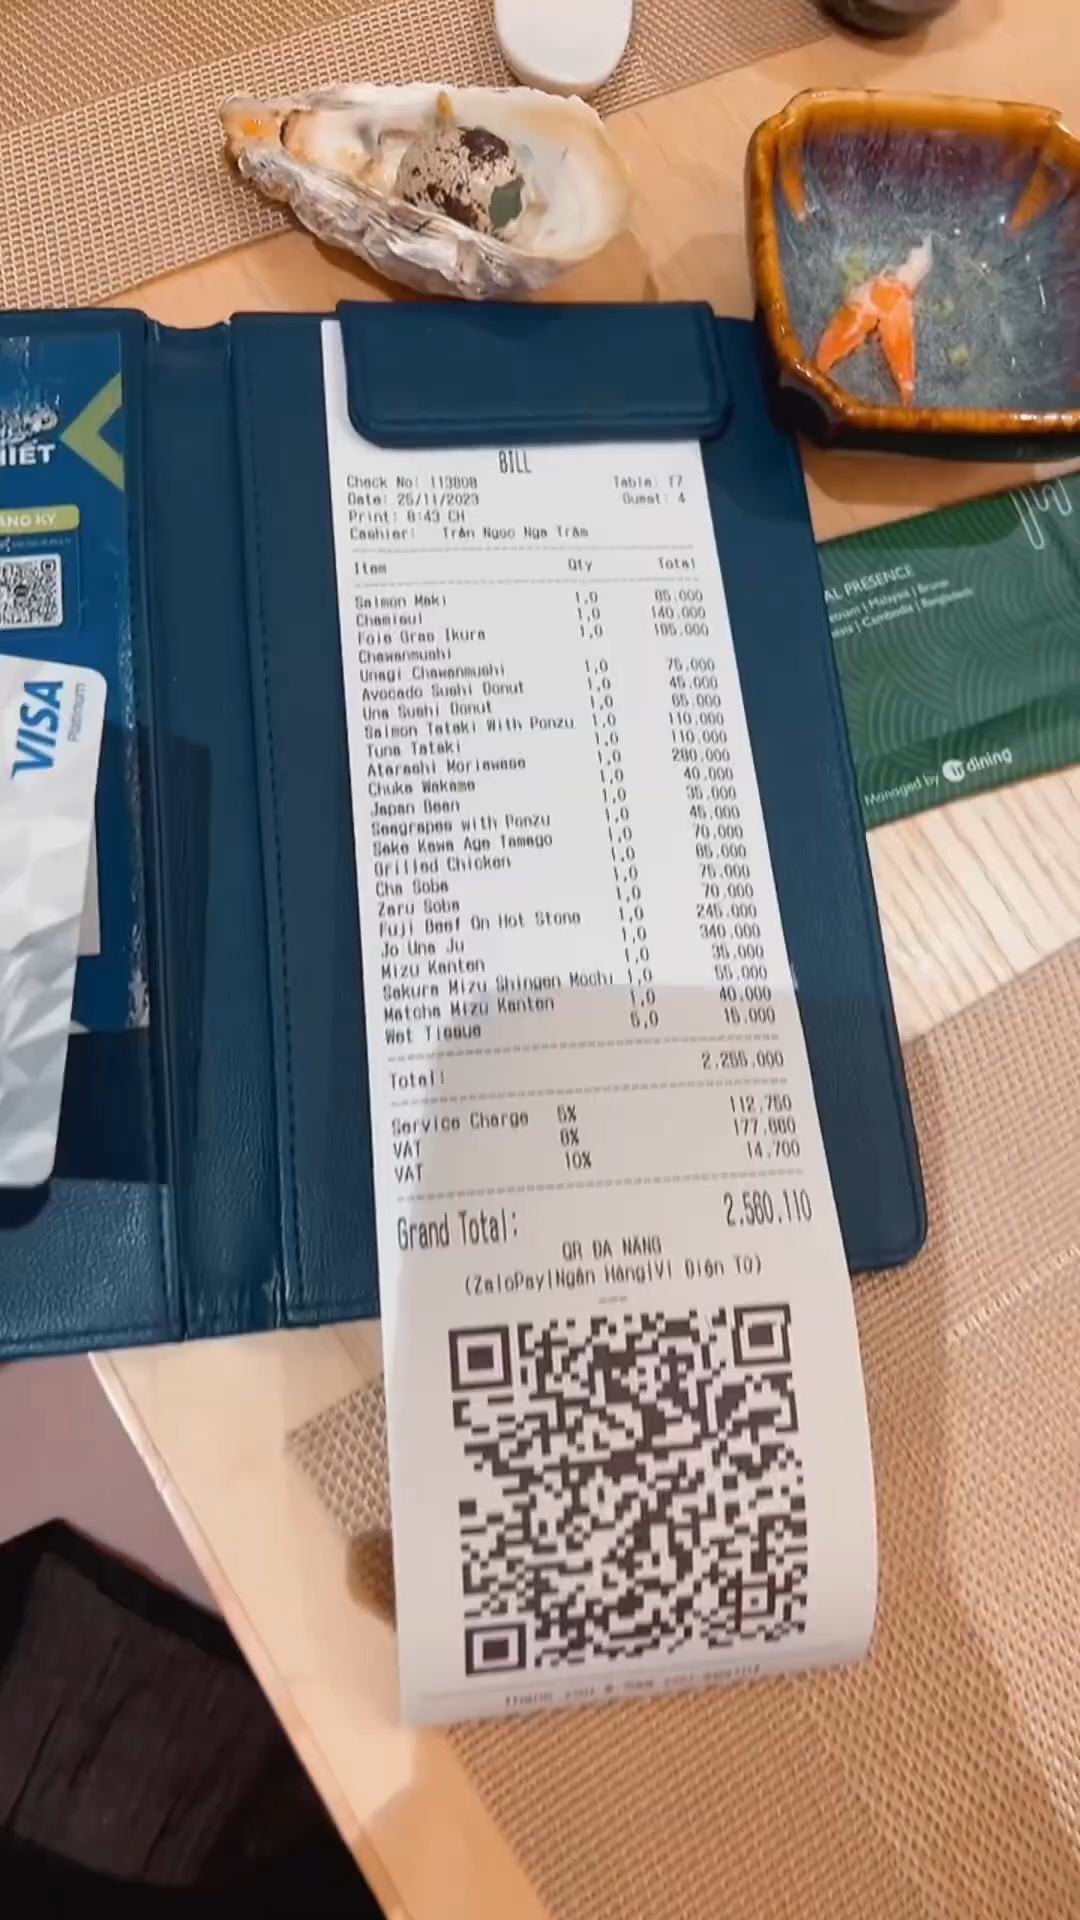 BILL
Check No: 113808 Table: T7
Date: 25/11/2023 Guest: 4
Print: 8:43 CH
Cashier: Trần Ngọc Nga Trâm
Item Qty Total
Salmon Maki 1,0 85.000
Chamisul 1,0 140.000
Foie Gras Ikura 1,0 195.000
Chawanmushi
Unagi Chawanmushi 1,0 75.000
Avocado Sushi Donut 1,0 45.000
Una Sushi Donut 1,0 65.000
Salmon Tataki With Ponzu 1,0 110.000
Tuna Tataki 1,0 110.000
Atarashi Moriawase 1,0 280.000
Chuka Wakame 1,0 40.000
Japan Bean 1,0 35.000
Seagrapes with Ponzu 1,0 45.000
Sake Kawa Age Tamago 1,0 70.000
Grilled Chicken 1,0 85.000
Cha Soba 1,0 75.000
Zaru Soba 1,0 70.000
Fuji Beef On Hot Stone 1,0 245.000
Jo Una Ju 1,0 340.000
Mizu Kanten 1,0 35.000
Sakura Mizu Shingen Mochi 1,0 55.000
Matcha Mizu Kanten 1,0 40.000
Wet Tissue 5,0 15.000
Total: 2.255.000
Service Charge 5% 112.750
VAT 8% 177.660
VAT 10% 14.700
Grand Total: 2.560.110
QR ĐA NĂNG
(ZaloPay|Ngân Hàng|Ví Điện Tử)
VISA
Platinum
AL PRESENCE
| Malaysia | Brunei
| Cambodia | Bangladesh
Managed by dining